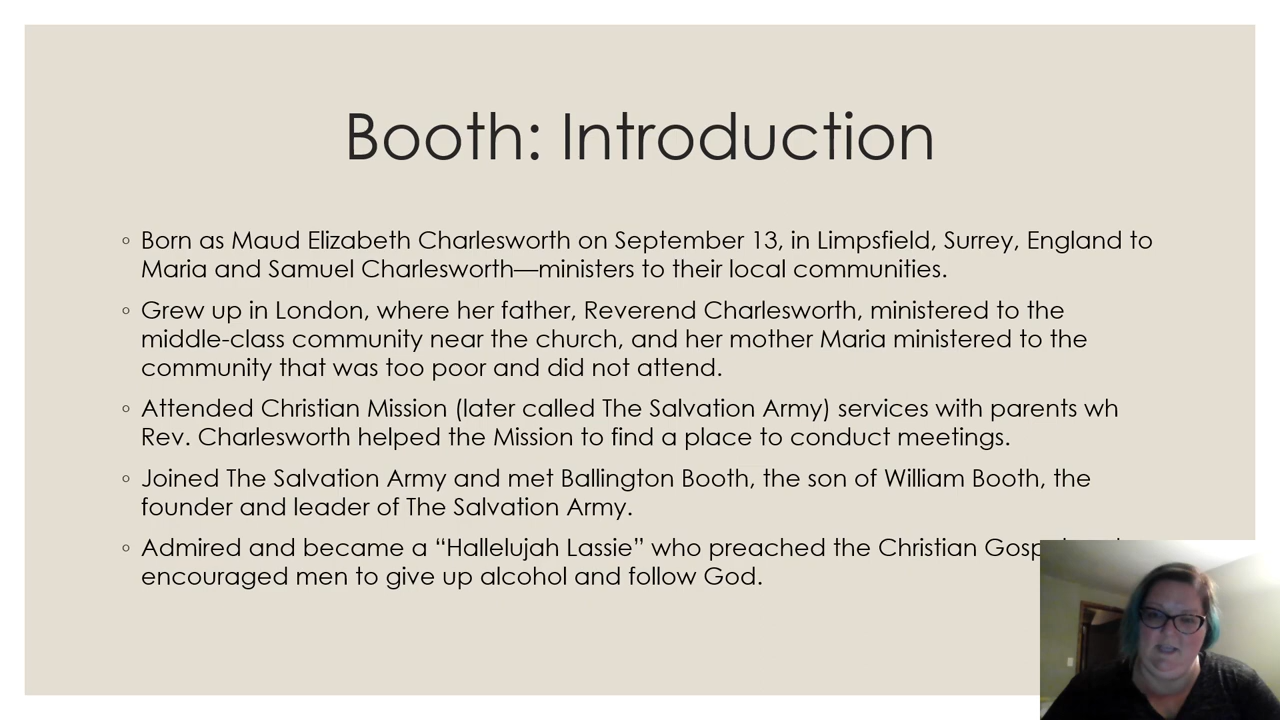 Booth: Introduction
◦ Born as Maud Elizabeth Charlesworth on September 13, in Limpsfield, Surrey, England to
Maria and Samuel Charlesworth—ministers to their local communities.
◦ Grew up in London, where her father, Reverend Charlesworth, ministered to the
middle-class community near the church, and her mother Maria ministered to the
community that was too poor and did not attend.
◦ Attended Christian Mission (later called The Salvation Army) services with parents wh
Rev. Charlesworth helped the Mission to find a place to conduct meetings.
◦ Joined The Salvation Army and met Ballington Booth, the son of William Booth, the
founder and leader of The Salvation Army.
◦ Admired and became a “Hallelujah Lassie” who preached the Christian
encouraged men to give up alcohol and follow God.